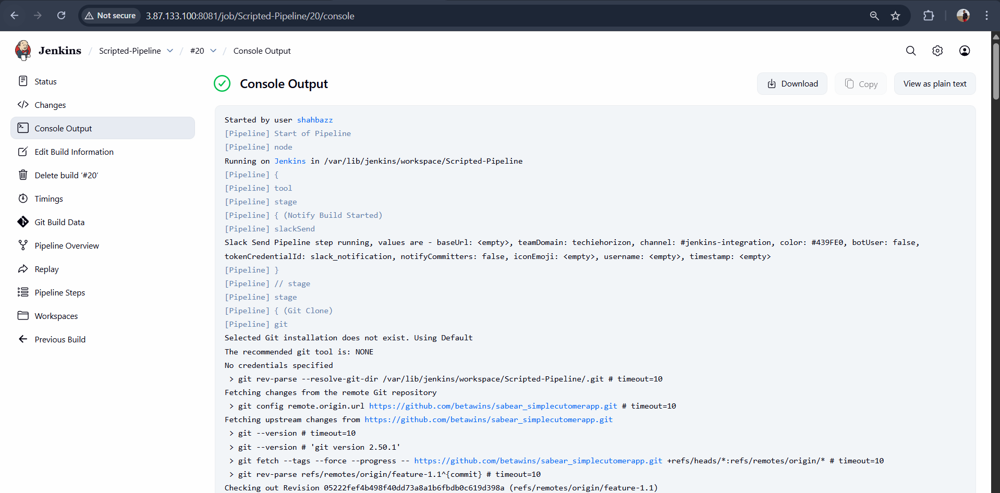 Not secure 3.87.133.100:8081/job/Scripted-Pipeline/20/console
Jenkins / Scripted-Pipeline / #20 / Console Output
Status
Changes
Console Output
Edit Build Information
Delete build ‘#20’
Timings
Git Build Data
Pipeline Overview
Replay
Pipeline Steps
Workspaces
Previous Build
Console Output
Download
Copy
View as plain text
Started by user shahbazz
[Pipeline] Start of Pipeline
[Pipeline] node
Running on Jenkins in /var/lib/jenkins/workspace/Scripted-Pipeline
[Pipeline] {
[Pipeline] tool
[Pipeline] stage
[Pipeline] { (Notify Build Started)
[Pipeline] slackSend
Slack Send Pipeline step running, values are - baseUrl: <empty>, teamDomain: techiehorizon, channel: #jenkins-integration, color: #439FE0, botUser: false,
tokenCredentialId: slack_notification, notifyCommitters: false, iconEmoji: <empty>, username: <empty>, timestamp: <empty>
[Pipeline] }
[Pipeline] // stage
[Pipeline] stage
[Pipeline] { (Git Clone)
[Pipeline] git
Selected Git installation does not exist. Using Default
The recommended git tool is: NONE
No credentials specified
> git rev-parse --resolve-git-dir /var/lib/jenkins/workspace/Scripted-Pipeline/.git # timeout=10
Fetching changes from the remote Git repository
> git config remote.origin.url https://github.com/betawins/sabear_simplecutomerapp.git # timeout=10
Fetching upstream changes from https://github.com/betawins/sabear_simplecutomerapp.git
> git --version # timeout=10
> git --version # 'git version 2.50.1'
> git fetch --tags --force --progress -- https://github.com/betawins/sabear_simplecutomerapp.git +refs/heads/*:refs/remotes/origin/* # timeout=10
> git rev-parse refs/remotes/origin/feature-1.1^{commit} # timeout=10
Checking out Revision 05222fef4b498f40dd73a8a1b6fbdb0c619d398a (refs/remotes/origin/feature-1.1)